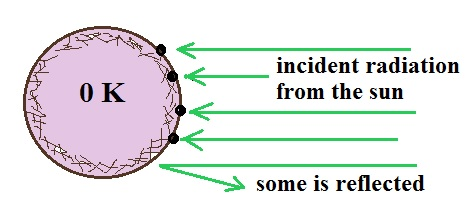 0 K
incident radiation
from the sun
some is reflected